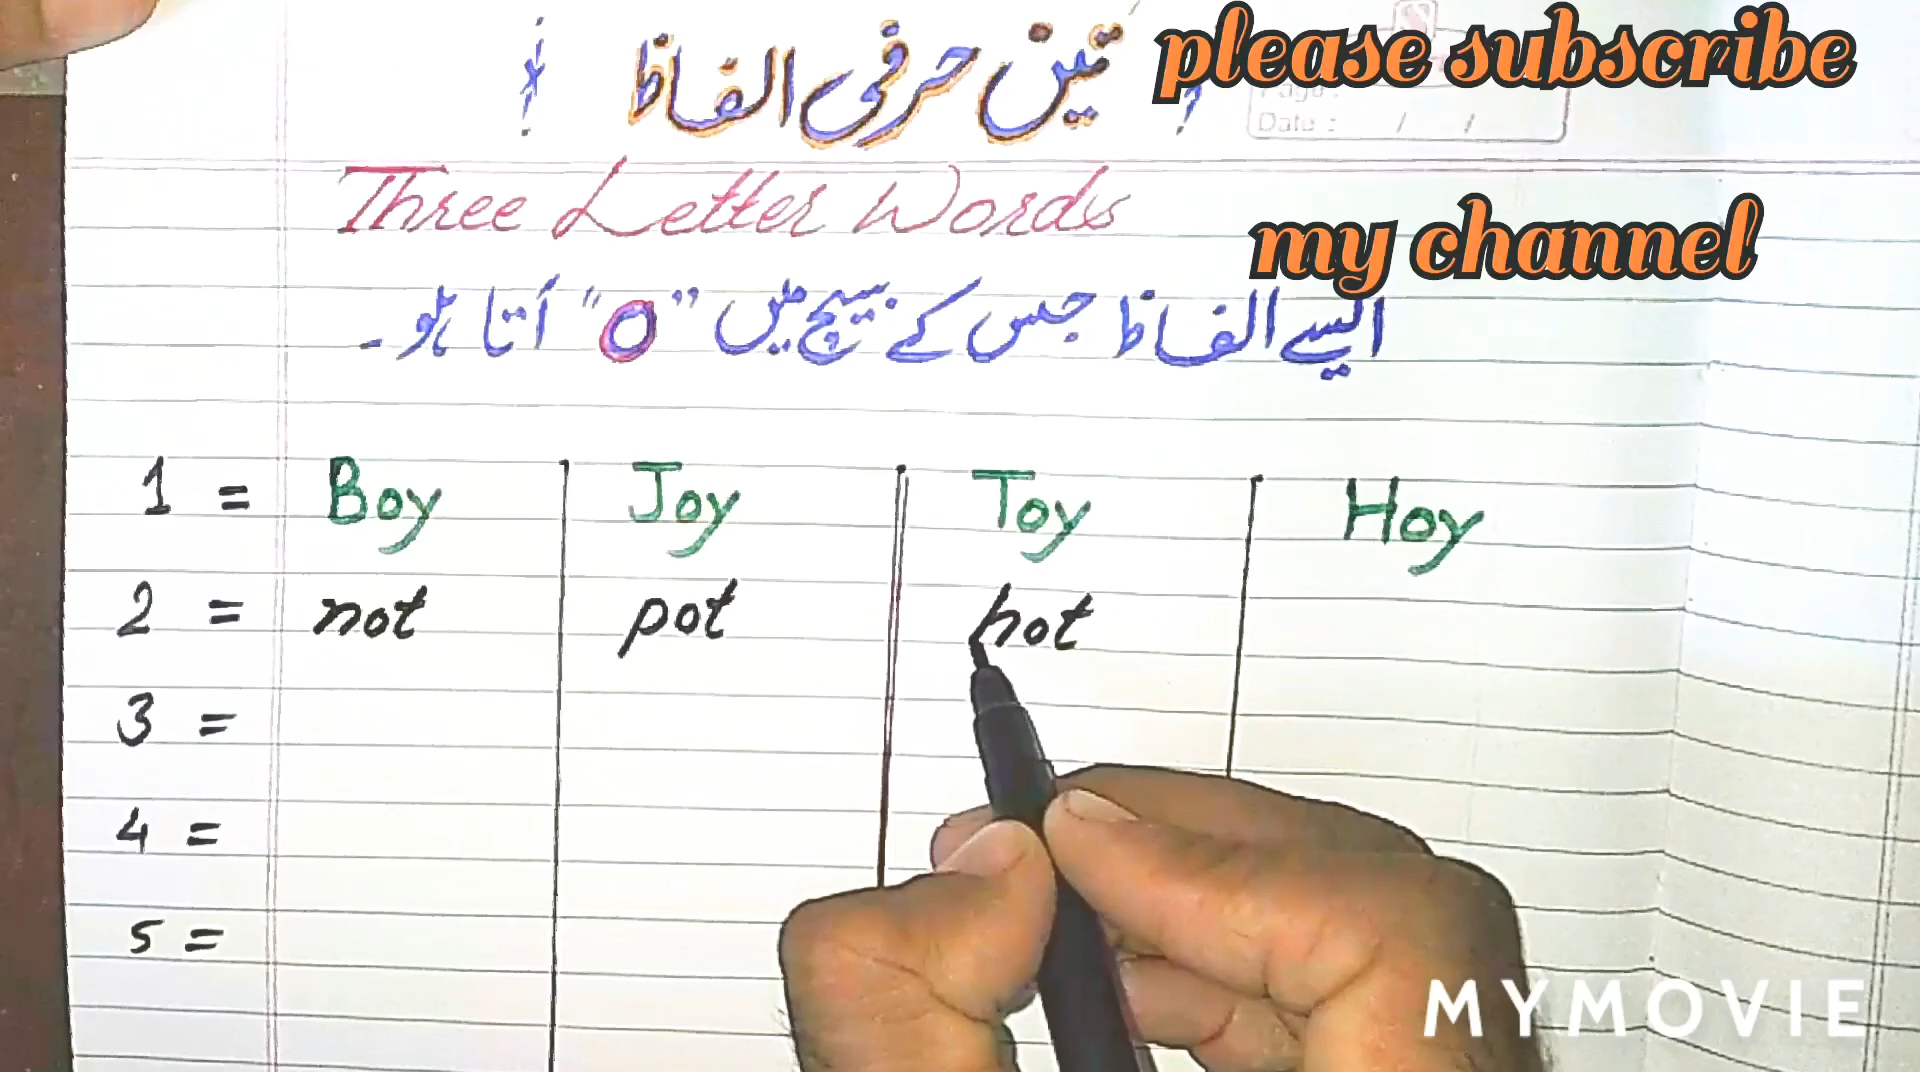 تین حرفی الفاظ
please subscribe
Page :
Date : / /
Three Letter Words
my channel
ایسے الفاظ جس کے بیچ میں "O" آتا ہو ۔
1 = Boy Joy Toy Hoy
2 = not pot hot
3 =
4 =
5 =
MYMOVIE